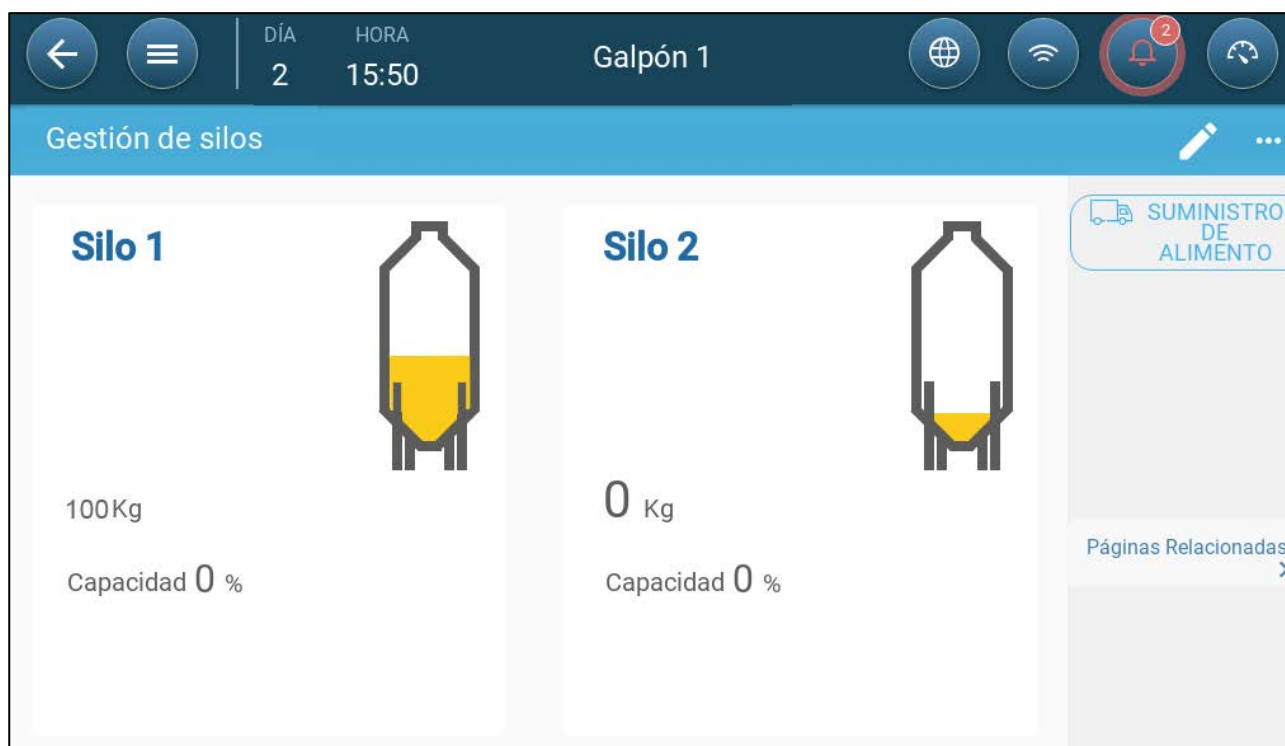 DÍA
HORA
2
15:50
Galpón 1
2
Gestión de silos
Silo 1
Silo 2
SUMINISTRO
DE
ALIMENTO
100Kg
0 Kg
Capacidad 0 %
Capacidad 0 %
Páginas Relacionadas